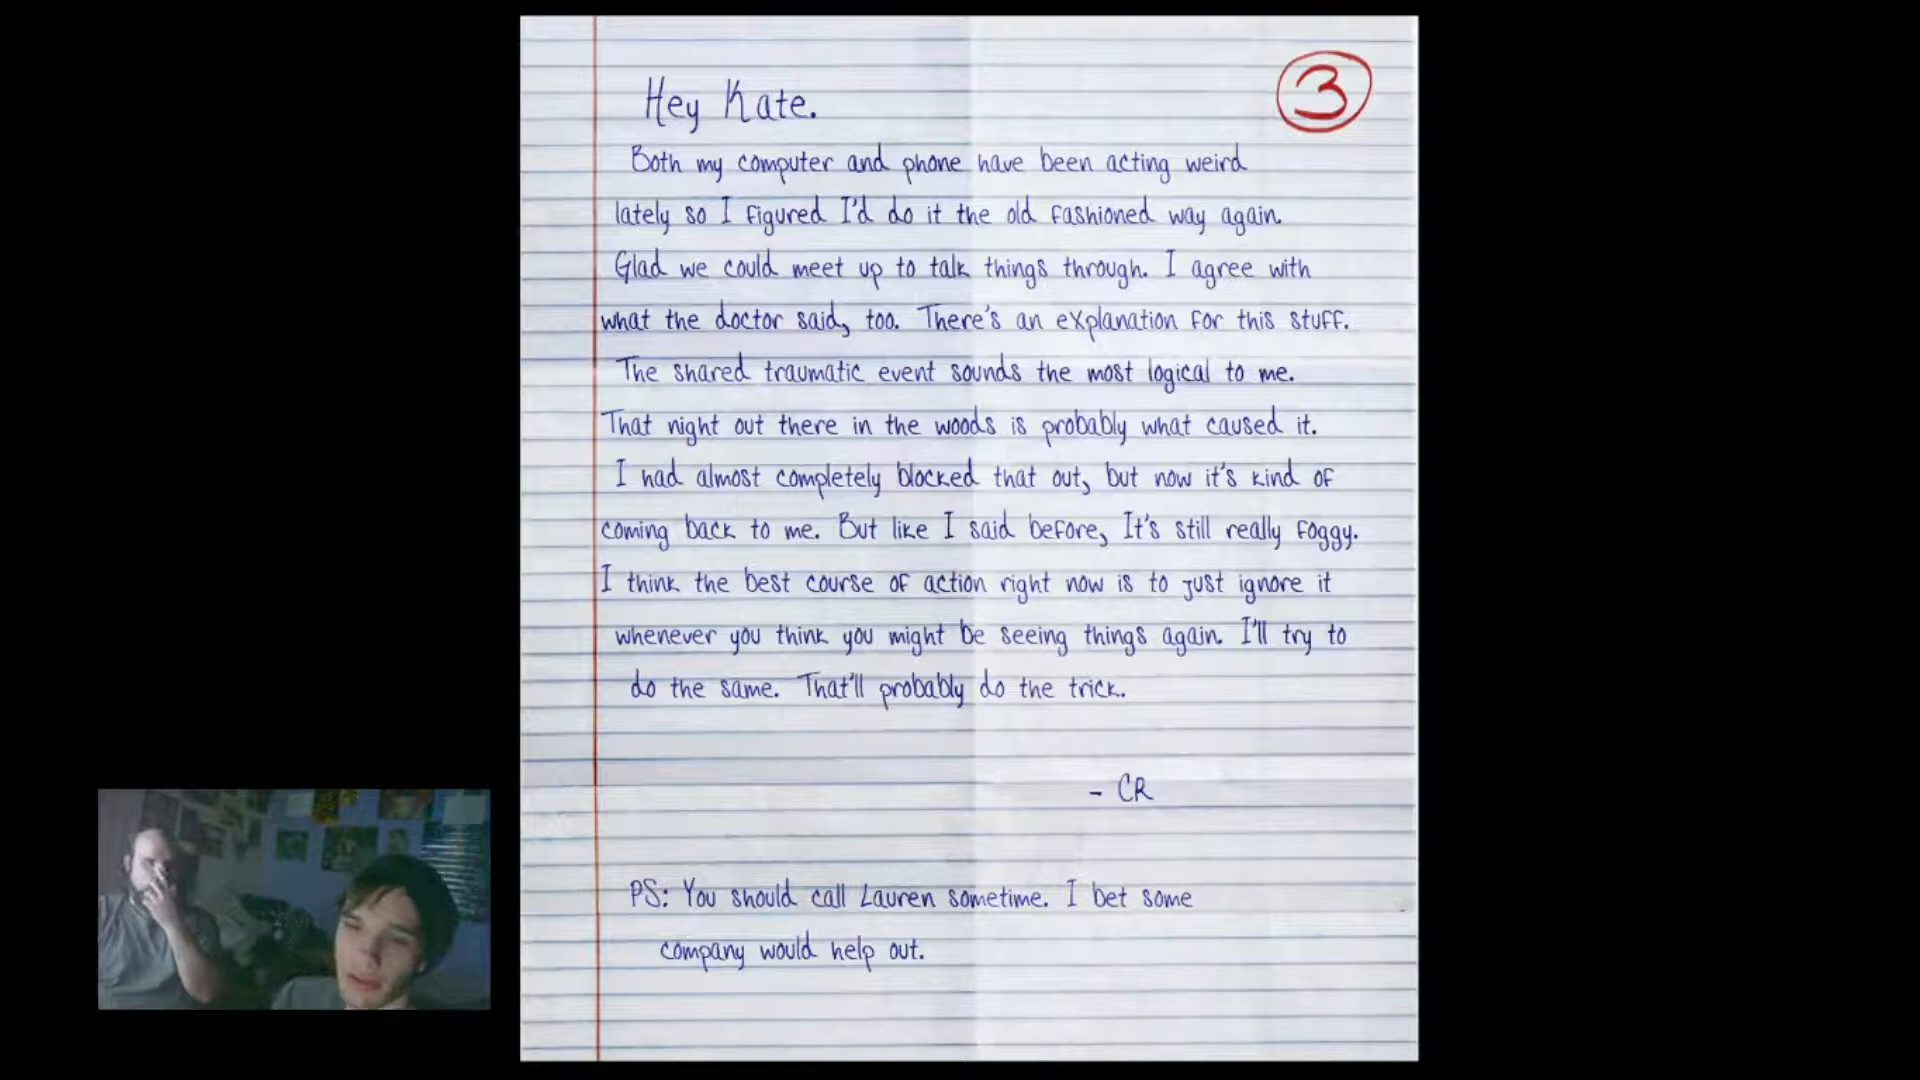 3
Hey Kate.
Both my computer and phone have been acting weird
lately so I figured I'd do it the old fashioned way again.
Glad we could meet up to talk things through. I agree with
what the doctor said, too. There's an explanation for this stuff.
The shared traumatic event sounds the most logical to me.
That night out there in the woods is probably what caused it.
I had almost completely blocked that out, but now it's kind of
coming back to me. But like I said before, It's still really foggy.
I think the best course of action right now is to just ignore it
whenever you think you might be seeing things again. I'll try to
do the same. That'll probably do the trick.
- CR
PS: You should call Lauren sometime. I bet some
company would help out.